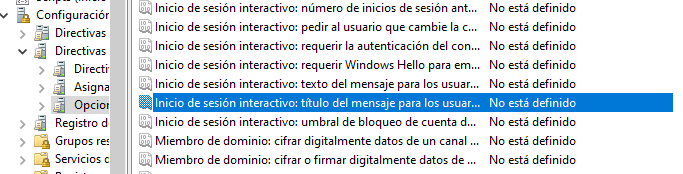 Configuración
Directivas
Directivas
Directiv
Asigna
Opcion
Registro d
Grupos res
Servicios d
Inicio de sesión interactivo: número de inicios de sesión ant... No está definido
Inicio de sesión interactivo: pedir al usuario que cambie la c... No está definido
Inicio de sesión interactivo: requerir la autenticación del con... No está definido
Inicio de sesión interactivo: requerir Windows Hello para em... No está definido
Inicio de sesión interactivo: texto del mensaje para los usuar... No está definido
Inicio de sesión interactivo: título del mensaje para los usuar... No está definido
Inicio de sesión interactivo: umbral de bloqueo de cuenta d... No está definido
Miembro de dominio: cifrar digitalmente datos de un canal ... No está definido
Miembro de dominio: cifrar o firmar digitalmente datos de ... No está definido